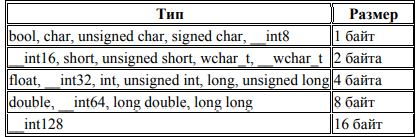 Тип Размер
bool, char, unsigned char, signed char, __int8 1 байт
__int16, short, unsigned short, wchar_t, __wchar_t 2 байта
float, __int32, int, unsigned int, long, unsigned long 4 байта
double, __int64, long double, long long 8 байт
__int128 16 байт